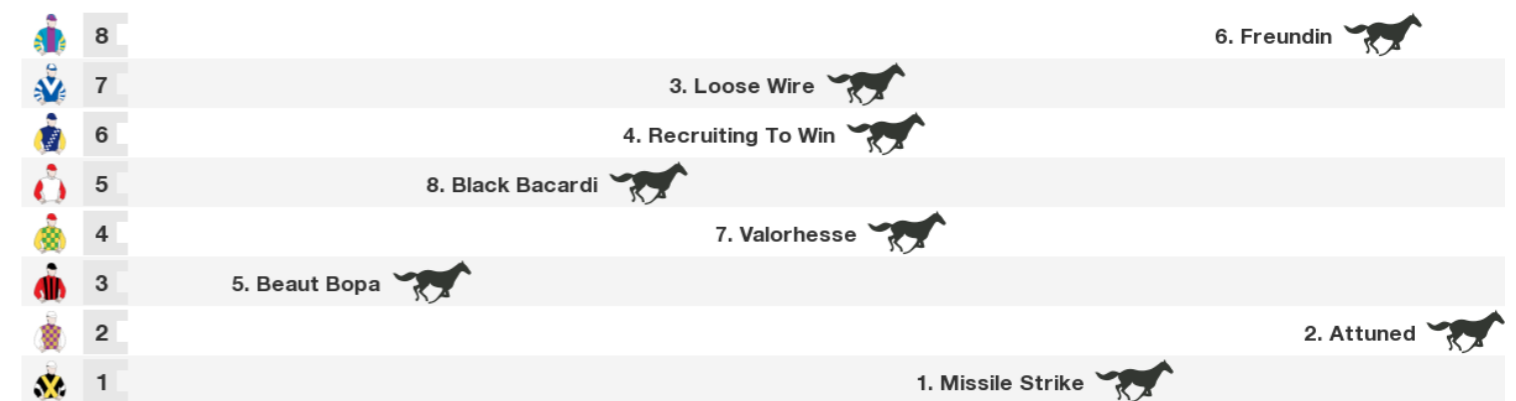 8 6. Freundin
7 3. Loose Wire
6 4. Recruiting To Win
5 8. Black Bacardi
4 7. Valorhesse
3 5. Beaut Bopa
2 2. Attuned
1 1. Missile Strike